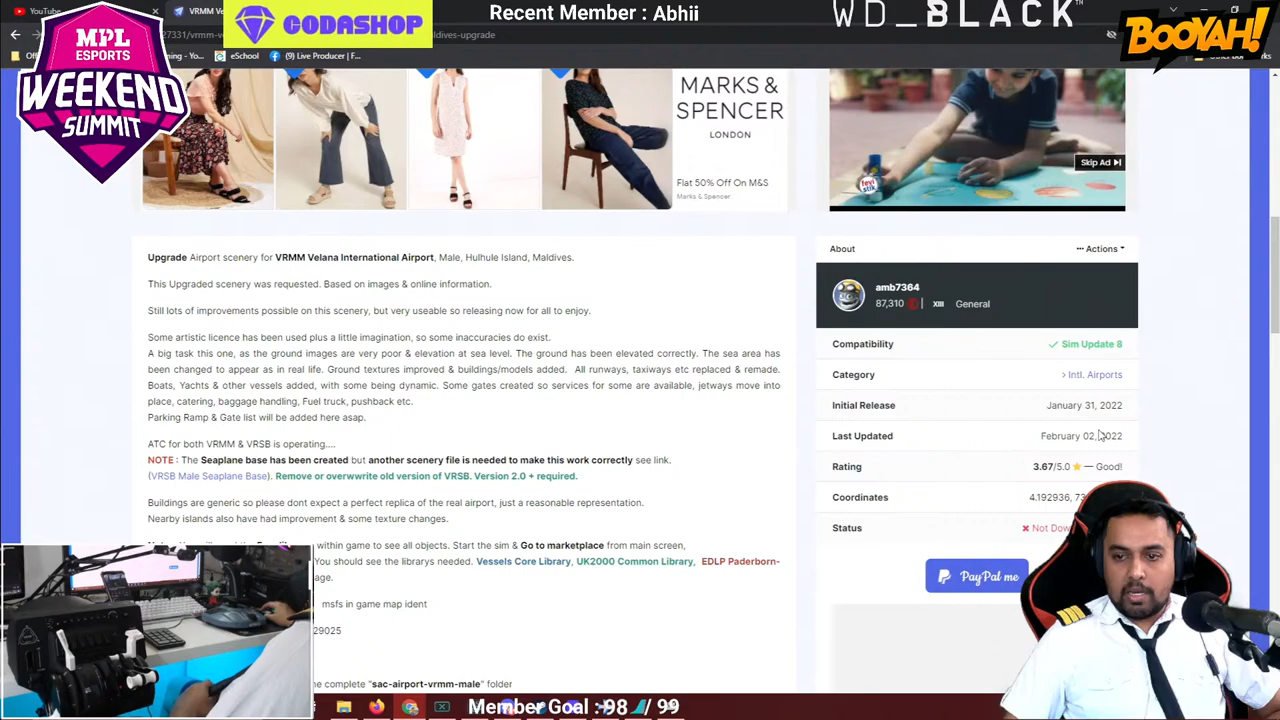 YouTube
VRMM Ve
Recent Member : Abhii
WD_BLACK™
BOOYAH!
CODASHOP
MPL
ESPORTS
WEEKEND
SUMMIT
27331/vrmm-v
ldives-upgrade
eSchool
(9) Live Producer | F...
MARKS &
SPENCER
LONDON
Flat 50% Off On M&S
Marks & Spencer
Skip Ad
Upgrade Airport scenery for VRMM Velana International Airport, Male, Hulhule Island, Maldives.
This Upgraded scenery was requested. Based on images & online information.
Still lots of improvements possible on this scenery, but very useable so releasing now for all to enjoy.
Some artistic licence has been used plus a little imagination, so some inaccuracies do exist.
A big task this one, as the ground images are very poor & elevation at sea level. The ground has been elevated correctly. The sea area has
been changed to appear as in real life. Ground textures improved & buildings/models added. All runways, taxiways etc replaced & remade.
Boats, Yachts & other vessels added, with some being dynamic. Some gates created so services for some are available, jetways move into
place, catering, baggage handling, Fuel truck, pushback etc.
Parking Ramp & Gate list will be added here asap.
ATC for both VRMM & VRSB is operating....
NOTE : The Seaplane base has been created but another scenery file is needed to make this work correctly see link.
(VRSB Male Seaplane Base). Remove or overwwrite old version of VRSB. Version 2.0 + required.
Buildings are generic so please dont expect a perfect replica of the real airport, just a reasonable representation.
Nearby islands also have had improvement & some texture changes.
within game to see all objects. Start the sim & Go to marketplace from main screen,
You should see the librarys needed. Vessels Core Library, UK2000 Common Library, EDLP Paderborn-
age.
msfs in game map ident
29025
he complete "sac-airport-vrmm-male" folder
About
Actions
amb7364
87,310
XIII
General
Compatibility
Sim Update 8
Category
Intl. Airports
Initial Release
January 31, 2022
Last Updated
February 02, 2022
Rating
3.67/5.0 — Good!
Coordinates
4.192936, 73
Status
Not Dow
PayPal me
Member Goal : 98 / 99